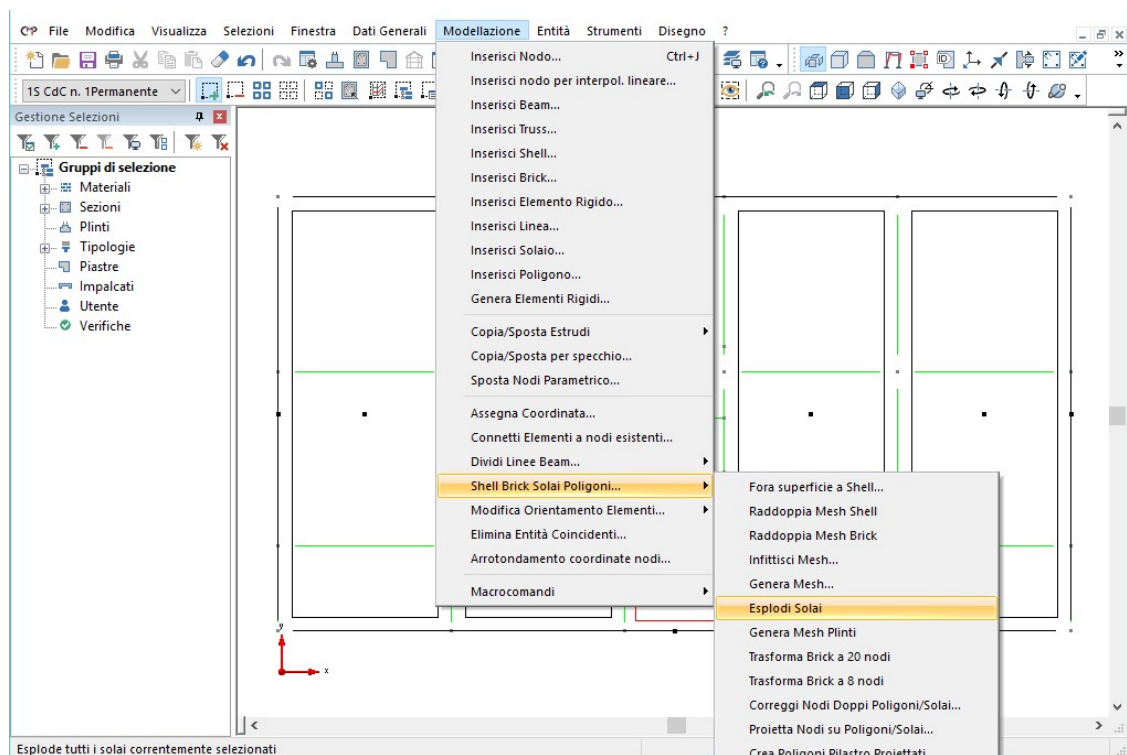 File Modifica Visualizza Selezioni Finestra Dati Generali Modellazione Entità Strumenti Disegno ?
1S CdC n. 1Permanente
Gestione Selezioni
Gruppi di selezione
Materiali
Sezioni
Plinti
Tipologie
Piastre
Impalcati
Utente
Verifiche
Inserisci Nodo... Ctrl+J
Inserisci nodo per interpol. lineare...
Inserisci Beam...
Inserisci Truss...
Inserisci Shell...
Inserisci Brick...
Inserisci Elemento Rigido...
Inserisci Linea...
Inserisci Solaio...
Inserisci Poligono...
Genera Elementi Rigidi...
Copia/Sposta Estrudi
Copia/Sposta per specchio...
Sposta Nodi Parametrico...
Assegna Coordinata...
Connetti Elementi a nodi esistenti...
Dividi Linee Beam...
Shell Brick Solai Poligoni...
Modifica Orientamento Elementi...
Elimina Entità Coincidenti...
Arrotondamento coordinate nodi...
Macrocomandi
Fora superficie a Shell...
Raddoppia Mesh Shell
Raddoppia Mesh Brick
Infittisci Mesh...
Genera Mesh...
Esplodi Solai
Genera Mesh Plinti
Trasforma Brick a 20 nodi
Trasforma Brick a 8 nodi
Correggi Nodi Doppi Poligoni/Solai...
Proietta Nodi su Poligoni/Solai...
Crea Poligoni Pilastro Proiettati
y
x
Esplode tutti i solai correntemente selezionati